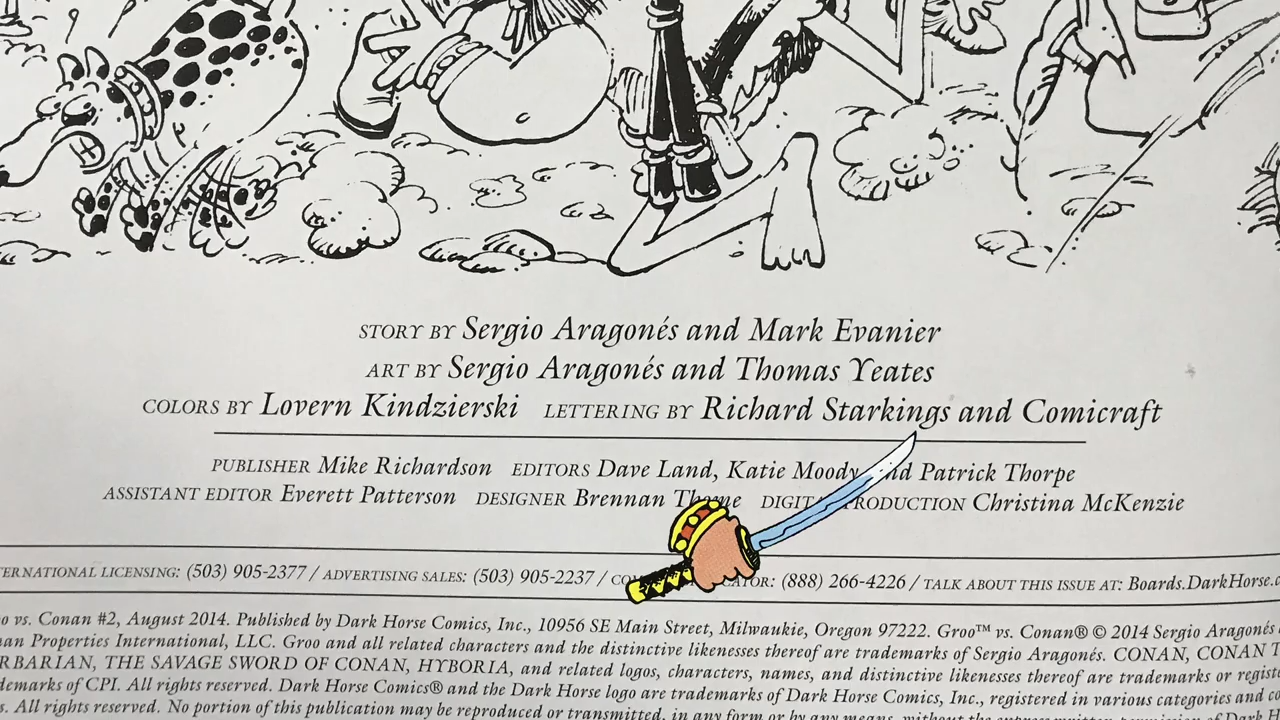 STORY BY Sergio Aragonés and Mark Evanier
ART BY Sergio Aragonés and Thomas Yeates
COLORS BY Lovern Kindzierski LETTERING BY Richard Starkings and Comicraft
PUBLISHER Mike Richardson EDITORS Dave Land, Katie Moody and Patrick Thorpe
ASSISTANT EDITOR Everett Patterson DESIGNER Brennan Thome DIGITAL PRODUCTION Christina McKenzie
LICENSING: (503) 905-2377 / ADVERTISING SALES: (503) 905-2237 / (888) 266-4226 / TALK ABOUT THIS ISSUE AT: Boards.DarkHorse.c
vs. Conan #2, August 2014. Published by Dark Horse Comics, Inc., 10956 SE Main Street, Milwaukie, Oregon 97222. Groo™ vs. Conan® © 2014 Sergio Aragonés
Properties International, LLC. Groo and all related characters and the distinctive likenesses thereof are trademarks of Sergio Aragonés. CONAN, CONAN T
RBARIAN, THE SAVAGE SWORD OF CONAN, HYBORIA, and related logos, characters, names, and distinctive likenesses thereof are trademarks or regist
demarks of CPI. All rights reserved. Dark Horse Comics® and the Dark Horse logo are trademarks of Dark Horse Comics, Inc., registered in various categories and
All rights reserved. No portion of this publication may be reproduced or transmitted, in any form or by any means, without the express written permission of Dark